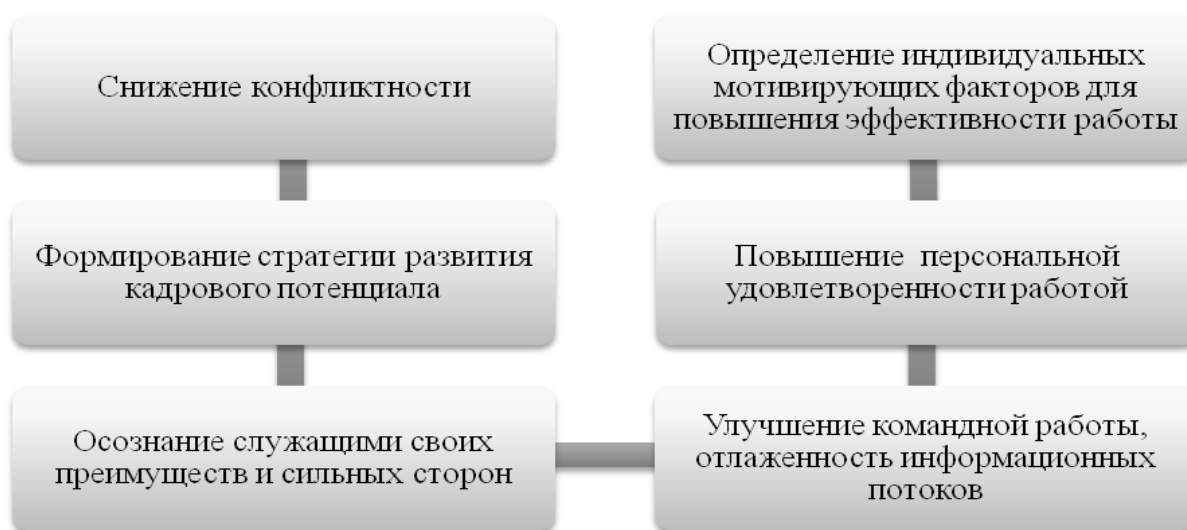 Снижение конфликтности
Формирование стратегии развития
кадрового потенциала
Осознание служащими своих
преимуществ и сильных сторон
Улучшение командной работы,
отлаженность информационных
потоков
Повышение персональной
удовлетворенности работой
Определение индивидуальных
мотивирующих факторов для
повышения эффективности работы